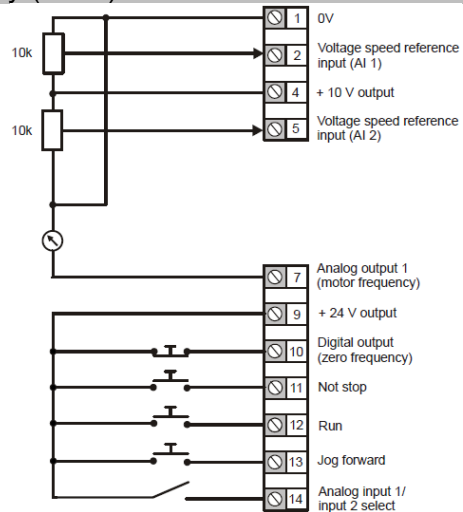 1 0V
10k
2 Voltage speed reference
input (AI 1)
4 + 10 V output
10k
5 Voltage speed reference
input (AI 2)
7 Analog output 1
(motor frequency)
9 + 24 V output
10 Digital output
(zero frequency)
11 Not stop
12 Run
13 Jog forward
14 Analog input 1/
input 2 select